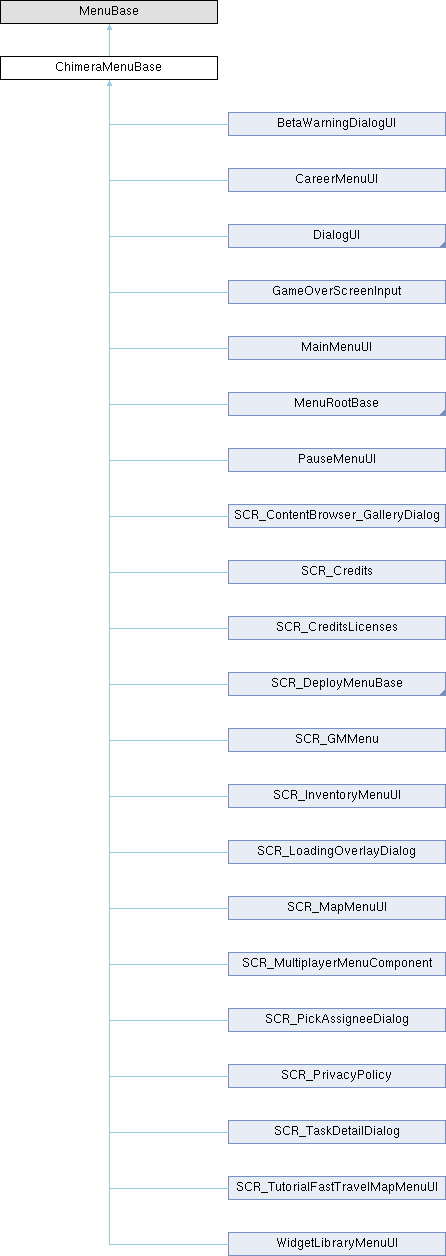 MenuBase
ChimeraMenuBase
BetaWarningDialogUI
CareerMenuUI
DialogUI
GameOverScreenInput
MainMenuUI
MenuRootBase
PauseMenuUI
SCR_ContentBrowser_GalleryDialog
SCR_Credits
SCR_CreditsLicenses
SCR_DeployMenuBase
SCR_GMMenu
SCR_InventoryMenuUI
SCR_LoadingOverlayDialog
SCR_MapMenuUI
SCR_MultiplayerMenuComponent
SCR_PickAssigneeDialog
SCR_PrivacyPolicy
SCR_TaskDetailDialog
SCR_TutorialFastTravelMapMenuUI
WidgetLibraryMenuUI